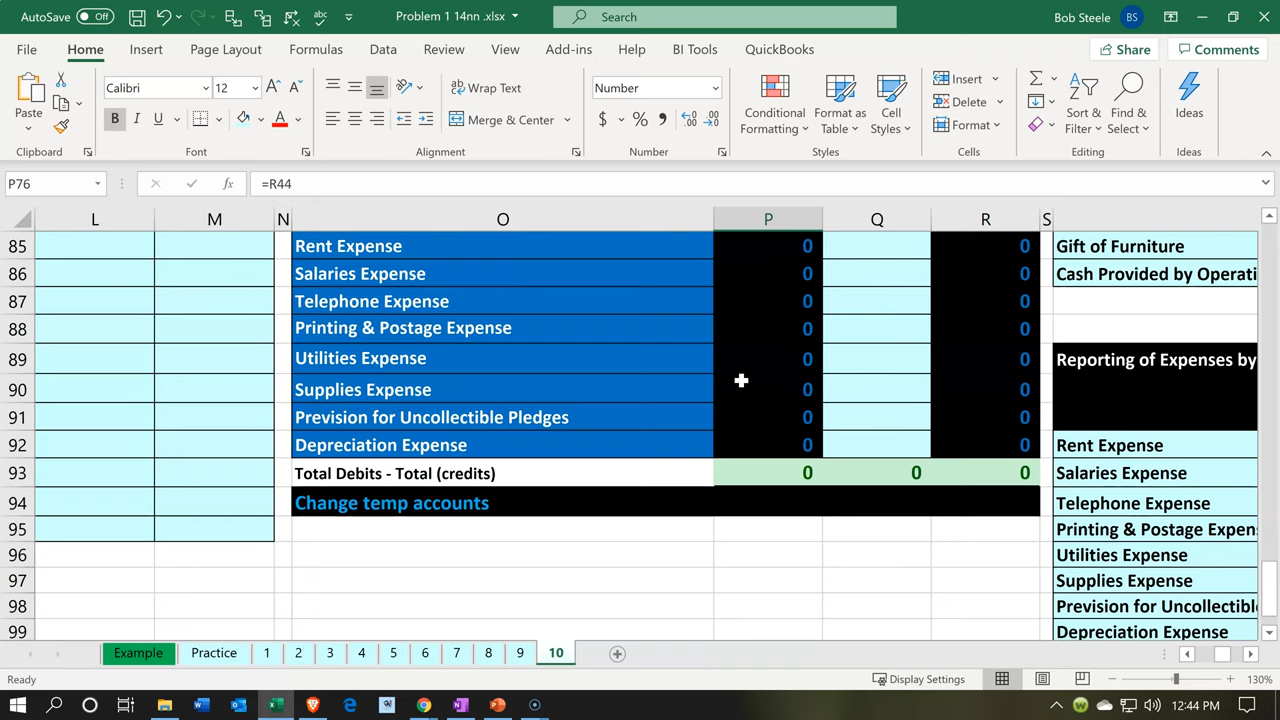 AutoSave Off Problem 1 14nn .xlsx Search Bob Steele BS
File Home Insert Page Layout Formulas Data Review View Add-ins Help BI Tools QuickBooks Share Comments
Paste Calibri 12 Wrap Text Number Conditional Formatting Format as Table Cell Styles Insert Sort & Filter Find & Select Ideas
B I U A Merge & Center $ % Delete
Format
Clipboard Font Alignment Number Styles Cells Editing Ideas
P76 fx =R44
L M N O P Q R S
85 Rent Expense 0 0 Gift of Furniture
86 Salaries Expense 0 0 Cash Provided by Operati
87 Telephone Expense 0 0
88 Printing & Postage Expense 0 0
89 Utilities Expense 0 0 Reporting of Expenses by
90 Supplies Expense 0 0
91 Prevision for Uncollectible Pledges 0 0
92 Depreciation Expense 0 0 Rent Expense
93 Total Debits - Total (credits) 0 0 0 Salaries Expense
94 Change temp accounts Telephone Expense
95 Printing & Postage Expen
96 Utilities Expense
97 Supplies Expense
98 Prevision for Uncollectibl
99 Depreciation Expense
Example Practice 1 2 3 4 5 6 7 8 9 10
Ready Display Settings 130%
12:44 PM